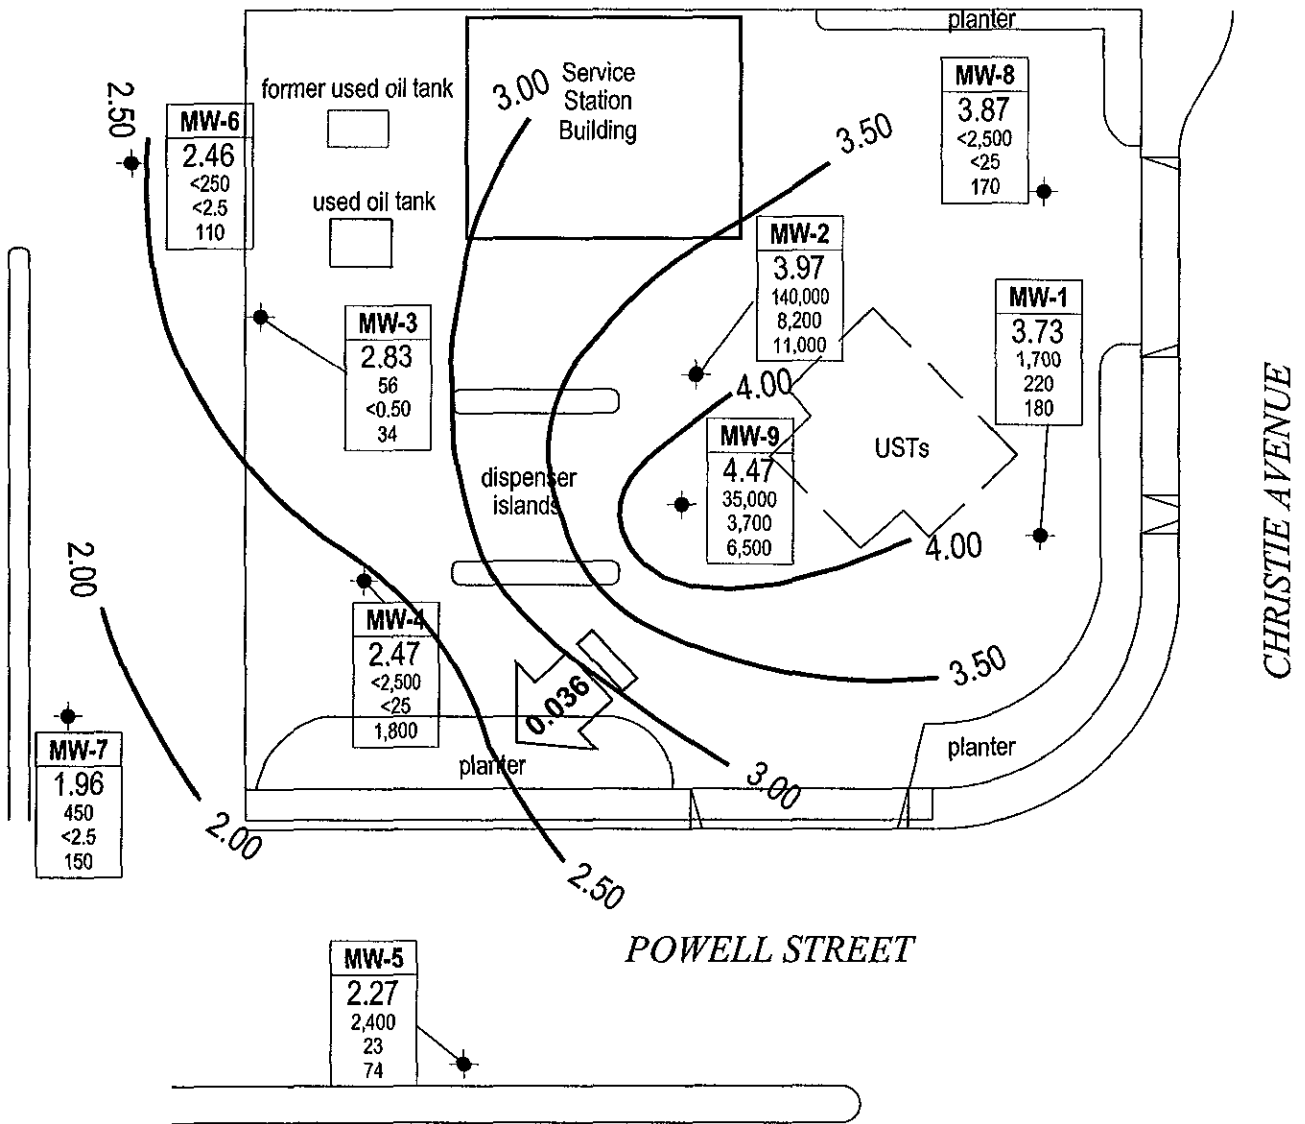 planter
Service
Station
Building
former used oil tank
3.00
MW-8
3.87
<2,500
<25
170
2.50
MW-6
2.46
<250
<2.5
110
3.50
used oil tank
MW-2
3.97
140,000
8,200
11,000
MW-1
3.73
1,700
220
180
MW-3
2.83
56
<0.50
34
4.00
CHRISTIE AVENUE
MW-9
4.47
35,000
3,700
6,500
USTs
dispenser
islands
4.00
2.00
MW-4
2.47
<2,500
<25
1,800
3.50
0.036
MW-7
1.96
450
<2.5
150
planter
planter
3.00
2.00
2.50
POWELL STREET
MW-5
2.27
2,400
23
74